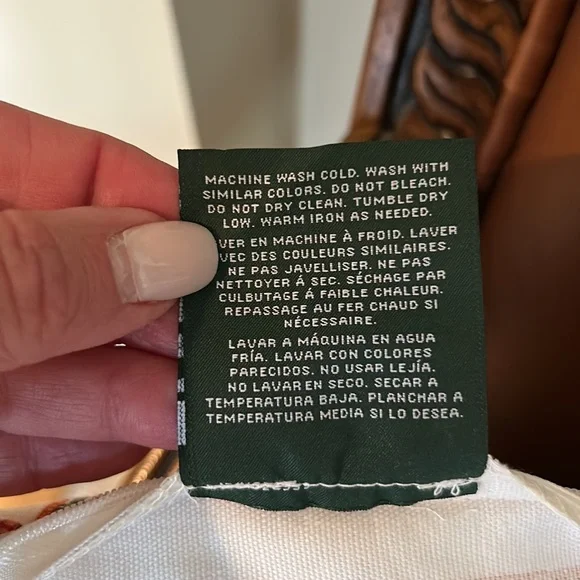 MACHINE WASH COLD. WASH WITH
SIMILAR COLORS. DO NOT BLEACH.
DO NOT DRY CLEAN. TUMBLE DRY
LOW. WARM IRON AS NEEDED.
VER EN MACHINE À FROID. LAVER
VEC DES COULEURS SIMILAIRES.
NE PAS JAVELLISER. NE PAS
NETTOYER Á SEC. SÉCHAGE PAR
CULBUTAGE Á FAIBLE CHALEUR.
REPASSAGE AU FER CHAUD SI
NÉCESSAIRE.
LAVAR A MÁQUINA EN AGUA
FRÍA. LAVAR CON COLORES
PARECIDOS. NO USAR LEJÍA.
NO LAVAR EN SECO. SECAR A
TEMPERATURA BAJA. PLANCHAR A
TEMPERATURA MEDIA SI LO DESEA.